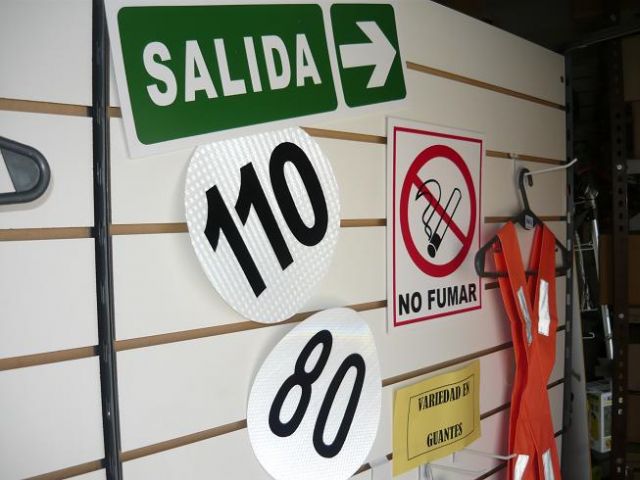 SALIDA
110
NO FUMAR
80
VARIEDAD EN
GUANTES